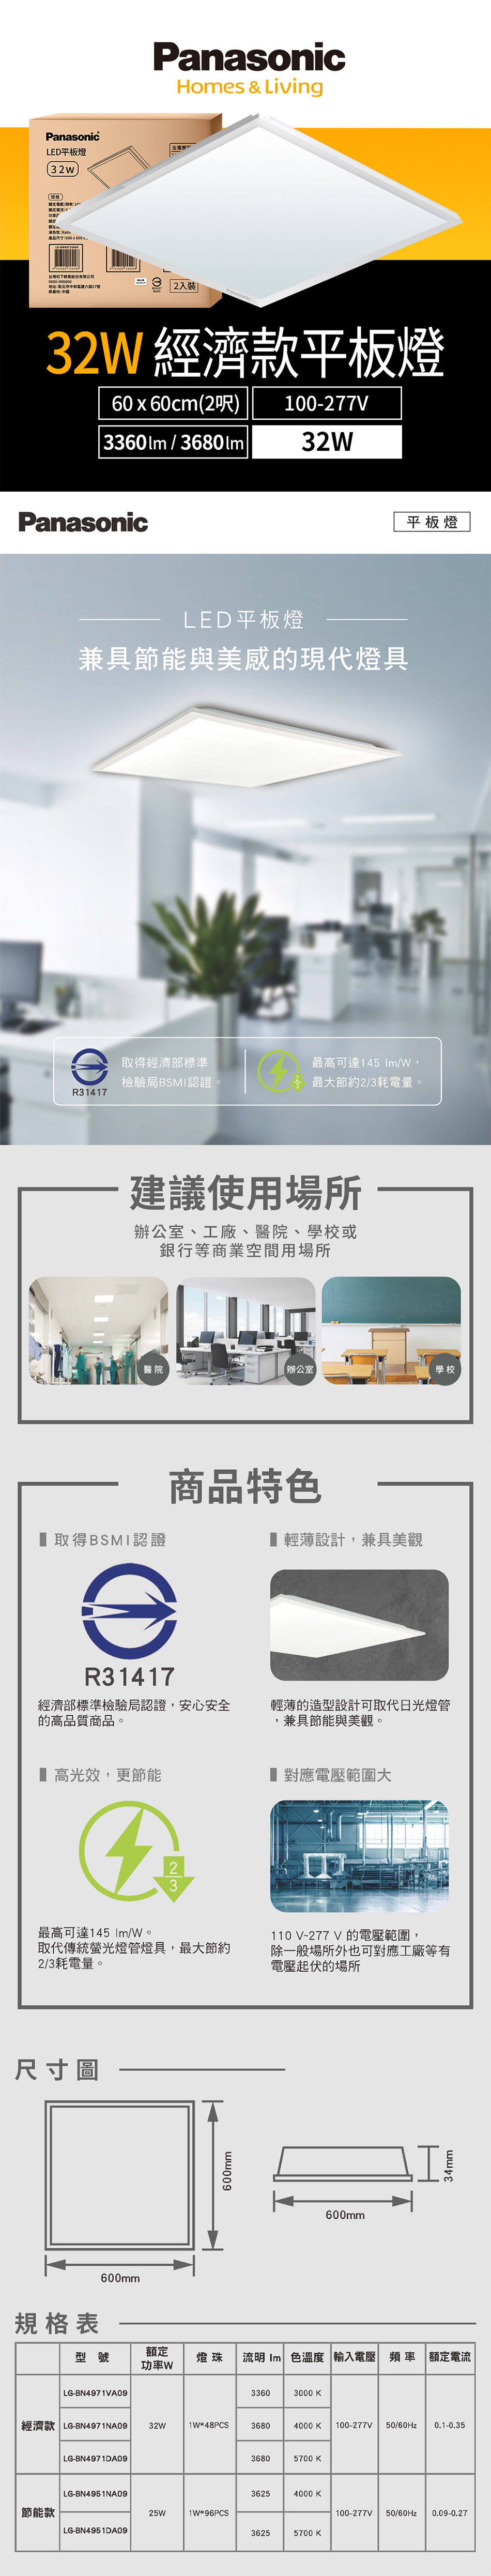 Panasonic
Homes & Living
Panasonic
LED平板燈
32W
規格
2入裝
32W 經濟款平板燈
60 x 60cm(2呎)
100-277V
3360lm / 3680lm
32W
Panasonic
平板燈
LED平板燈
兼具節能與美感的現代燈具
R31417
取得經濟部標準
檢驗局BSMI認證。
2
3
最高可達145 lm/W，
最大節約2/3耗電量。
建議使用場所
辦公室、工廠、醫院、學校或
銀行等商業空間用場所
醫院
辦公室
學校
商品特色
取得BSMI認證
R31417
經濟部標準檢驗局認證，安心安全
的高品質商品。
輕薄設計，兼具美觀
輕薄的造型設計可取代日光燈管
，兼具節能與美觀。
高光效，更節能
2
3
最高可達145 lm/W。
取代傳統螢光燈管燈具，最大節約
2/3耗電量。
對應電壓範圍大
110 V~277 V 的電壓範圍，
除一般場所外也可對應工廠等有
電壓起伏的場所
尺寸圖
600mm
600mm
34mm
600mm
規格表
型 號 額定功率W 燈珠 流明 lm 色溫度 輸入電壓 頻率 額定電流
經濟款 LG-BN4971VA09 3360 3000 K
LG-BN4971NA09 32W 1W*48PCS 3680 4000 K 100-277V 50/60Hz 0.1-0.35
LG-BN4971DA09 3680 5700 K
節能款 LG-BN4951NA09 25W 1W*96PCS 3625 4000 K 100-277V 50/60Hz 0.09-0.27
LG-BN4951DA09 3625 5700 K